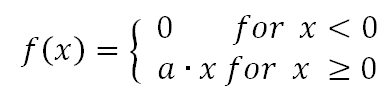 f(x) = { 0 for x < 0
a · x for x ≥ 0